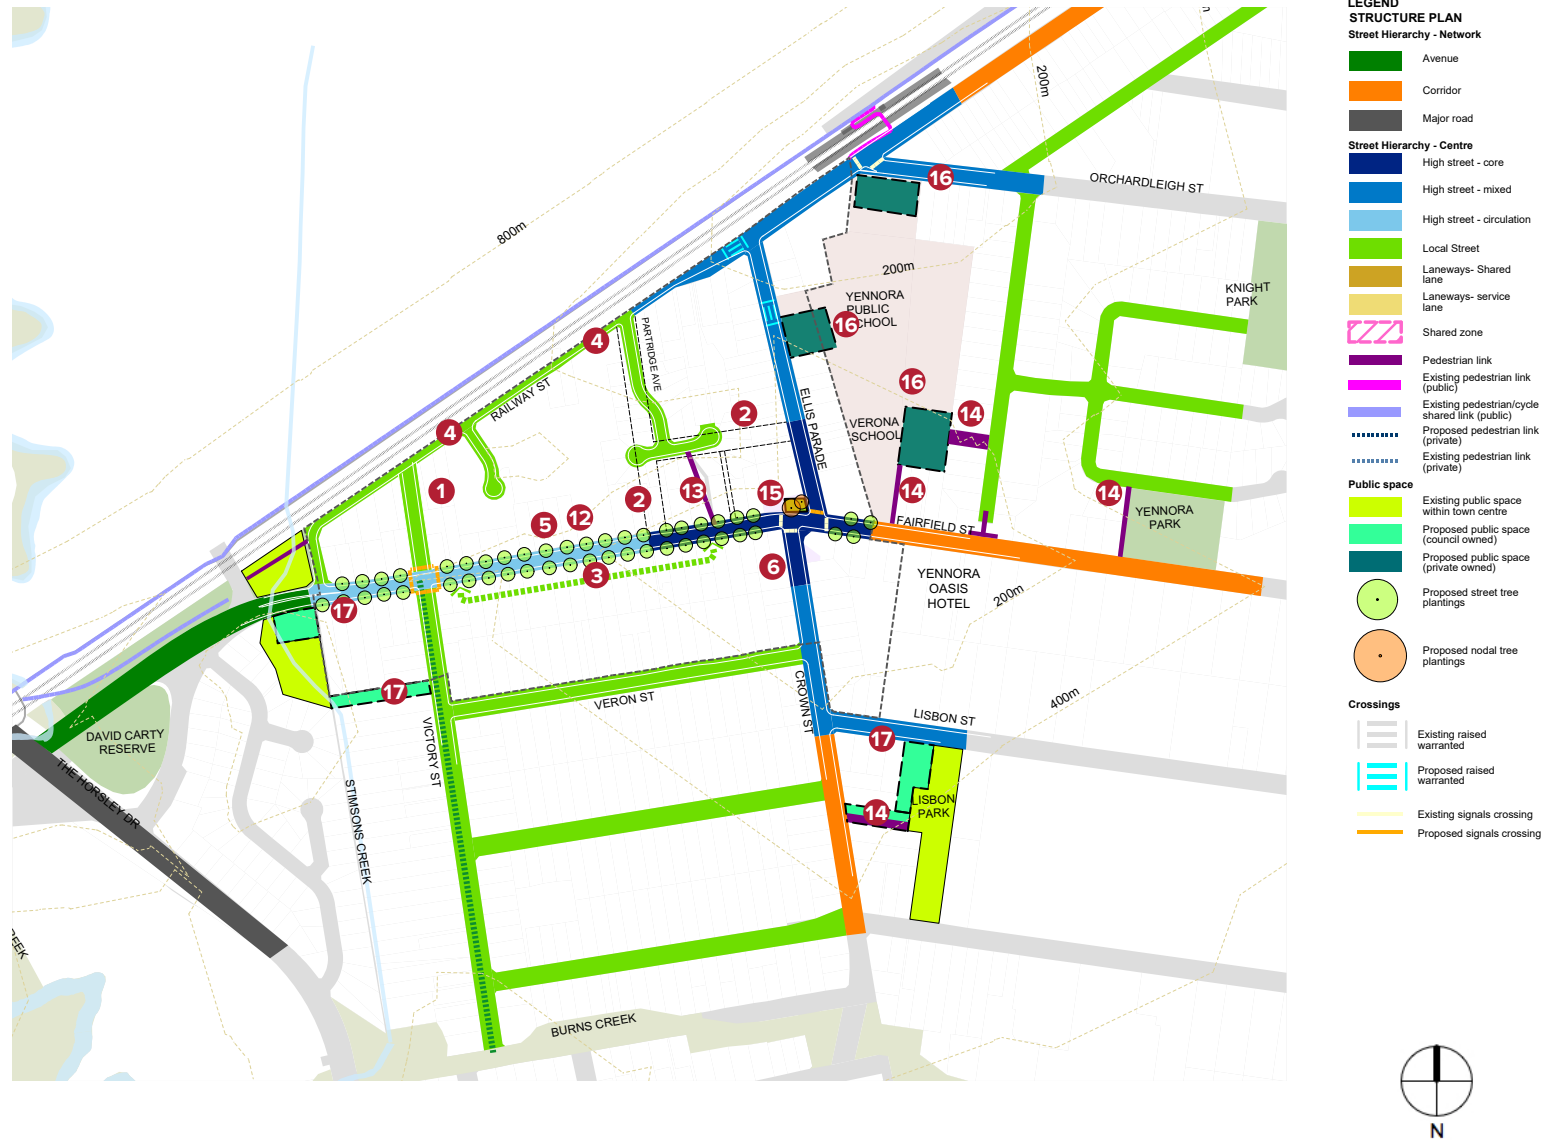 LEGEND
STRUCTURE PLAN
Street Hierarchy - Network
Avenue
Corridor
Major road
Street Hierarchy - Centre
High street - core
High street - mixed
High street - circulation
Local Street
Laneways- Shared
lane
Laneways- service
lane
Shared zone
Pedestrian link
Existing pedestrian link
(public)
Existing pedestrian/cycle
shared link (public)
Proposed pedestrian link
(private)
Existing pedestrian link
(private)
Public space
Existing public space
within town centre
Proposed public space
(council owned)
Proposed public space
(private owned)
Proposed street tree
plantings
Proposed nodal tree
plantings
Crossings
Existing raised
warranted
Proposed raised
warranted
Existing signals crossing
Proposed signals crossing
N
200m
800m
ORCHARDLEIGH ST
16
200m
KNIGHT
PARK
YENNORA
PUBLIC
SCHOOL
16
4
PARTRIDGE AVE
RAILWAY ST
16
ELLIS PARADE
2
14
VERONA
SCHOOL
4
1
13
15
14
14
2
YENNORA
PARK
5
12
FAIRFIELD ST
6
3
YENNORA
OASIS
HOTEL
200m
17
17
VERON ST
CROWN ST
400m
LISBON ST
17
DAVID CARTY
RESERVE
VICTORY ST
THE HORSLEY DR
STIMSONS CREEK
14
LISBON
PARK
BURNS CREEK